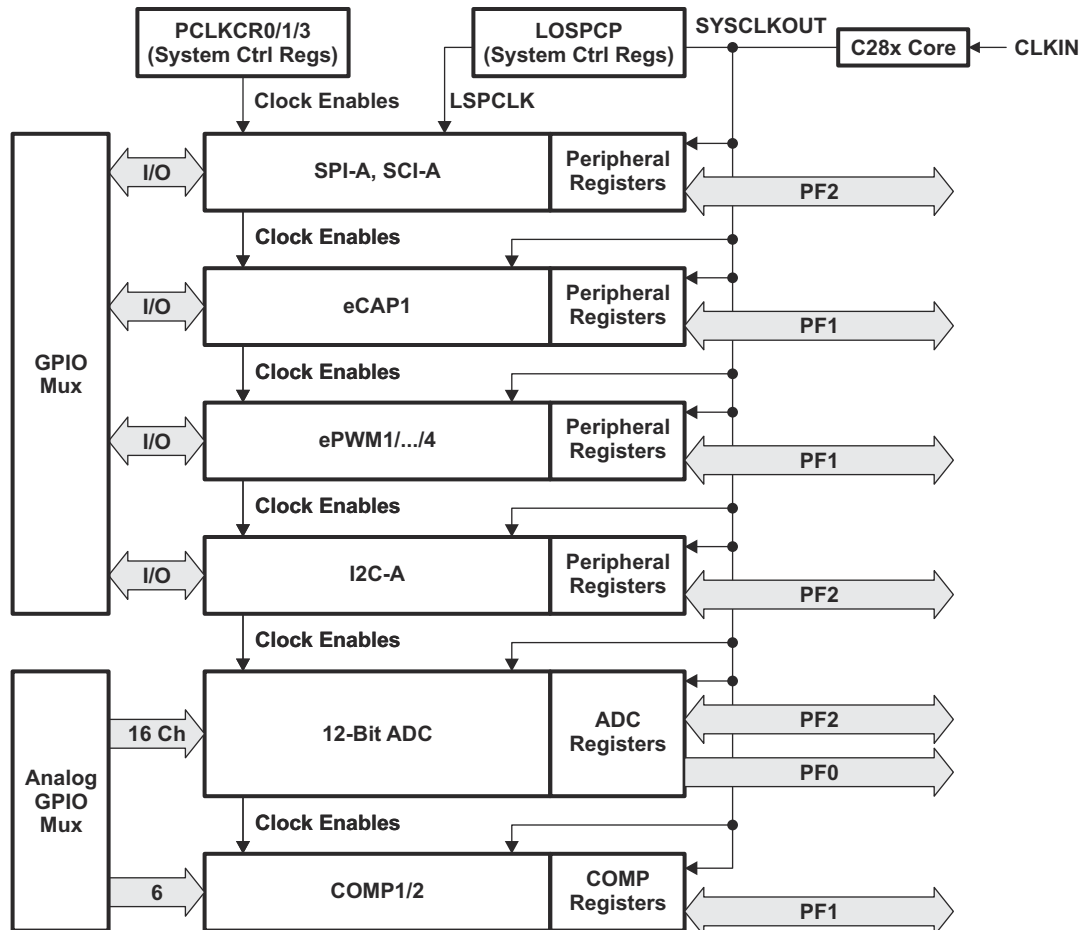 PCLKCR0/1/3
(System Ctrl Regs)
LOSPCP
(System Ctrl Regs)
SYSCLKOUT
C28x Core
CLKIN
Clock Enables
LSPCLK
I/O
SPI-A, SCI-A
Peripheral
Registers
PF2
Clock Enables
I/O
eCAP1
Peripheral
Registers
PF1
GPIO
Mux
Clock Enables
I/O
ePWM1/.../4
Peripheral
Registers
PF1
Clock Enables
I/O
I2C-A
Peripheral
Registers
PF2
Clock Enables
16 Ch
12-Bit ADC
ADC
Registers
PF2
PF0
Analog
GPIO
Mux
Clock Enables
6
COMP1/2
COMP
Registers
PF1